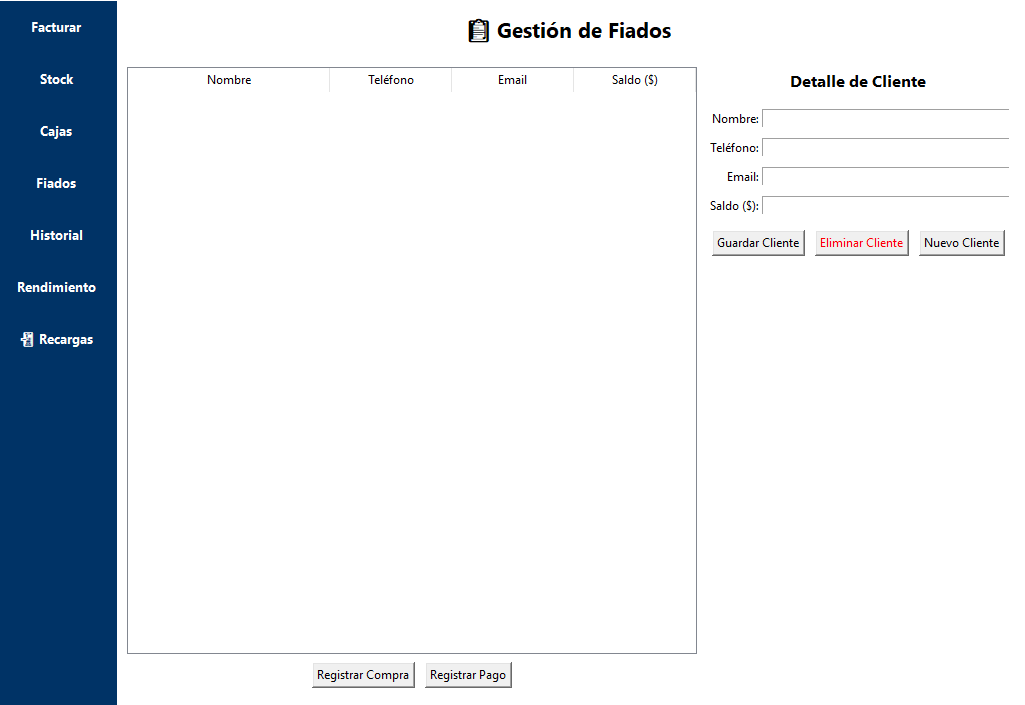 Facturar
Stock
Cajas
Fiados
Historial
Rendimiento
Recargas
Gestión de Fiados
Nombre Teléfono Email Saldo ($)
Detalle de Cliente
Nombre:
Teléfono:
Email:
Saldo ($):
Guardar Cliente Eliminar Cliente Nuevo Cliente
Registrar Compra Registrar Pago